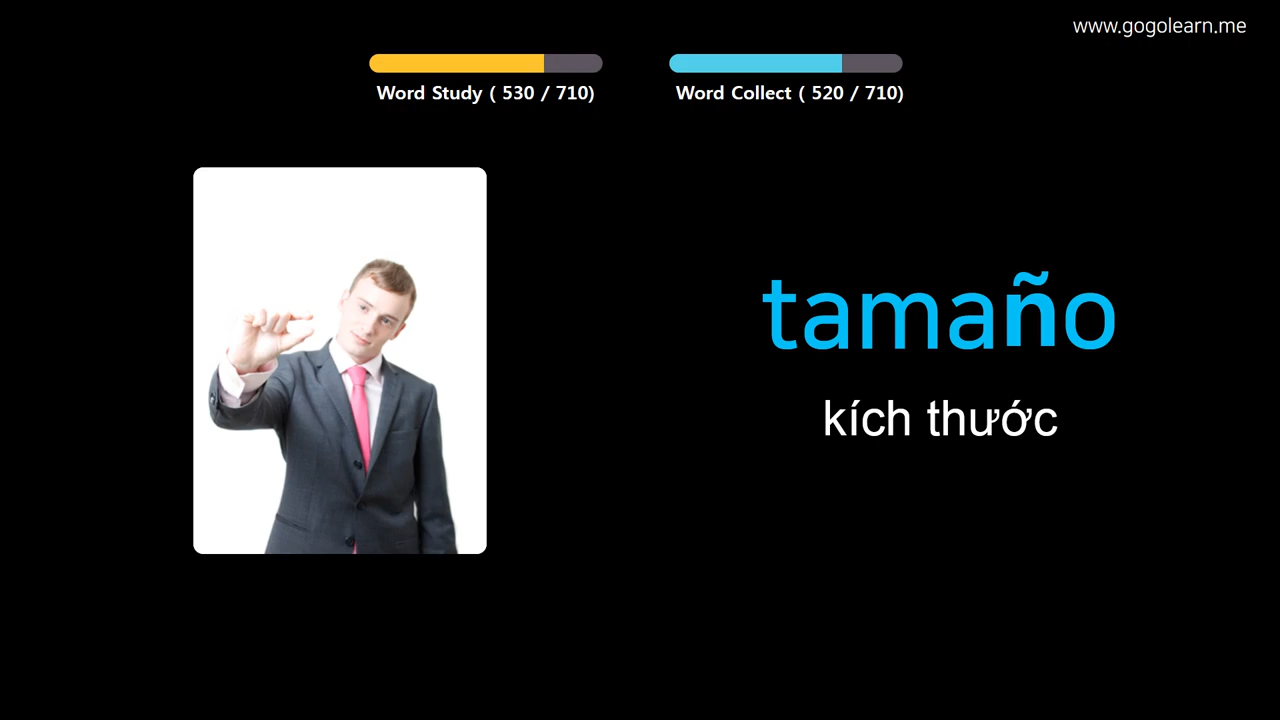 www.gogolearn.me
Word Study ( 530 / 710)
Word Collect ( 520 / 710)
tamaño
kích thước